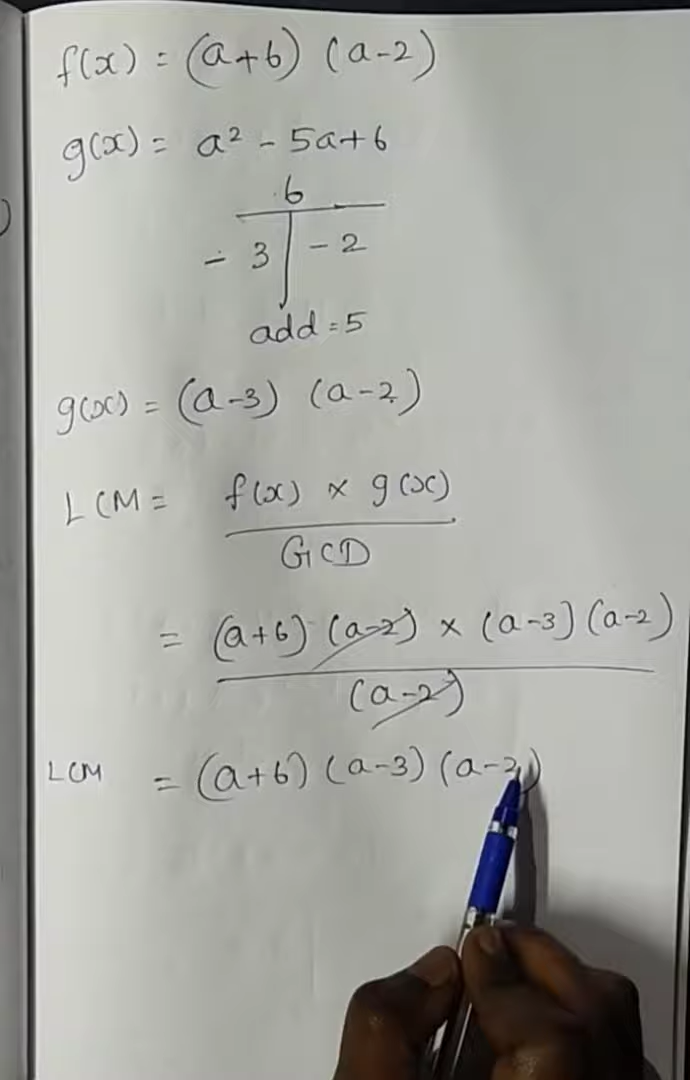 f(x) = (a+6) (a-2)
g(x) = a² - 5a+6
6
- 3 | - 2
add = 5
g(x) = (a-3) (a-2)
LCM = f(x) × g(x)
GCD
= (a+6) (a-2) × (a-3) (a-2)
(a-2)
LCM = (a+6) (a-3) (a-2)